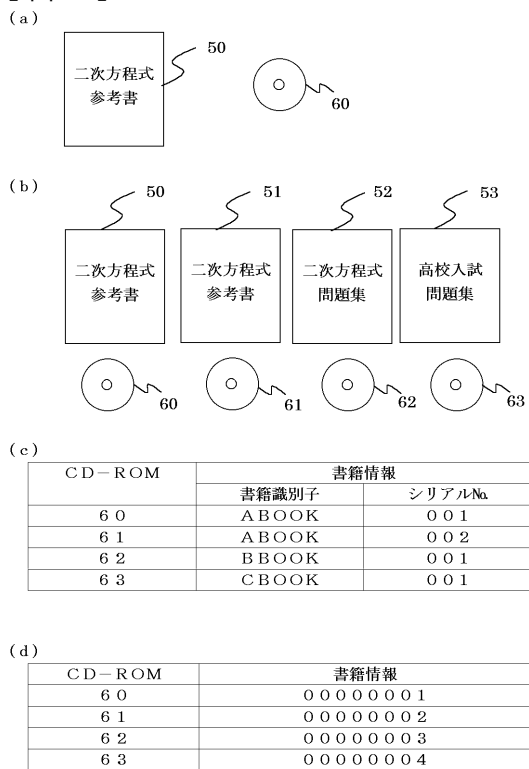 (a)
二次方程式
参考書
50
60
(b)
50 51 52 53
二次方程式
参考書
二次方程式
参考書
二次方程式
問題集
高校入試
問題集
60 61 62 63
(c)
CD-ROM 書籍情報
書籍識別子 シリアル№
60 ABOOK 001
61 ABOOK 002
62 BBOOK 001
63 CBOOK 001
(d)
CD-ROM 書籍情報
60 00000001
61 00000002
62 00000003
63 00000004